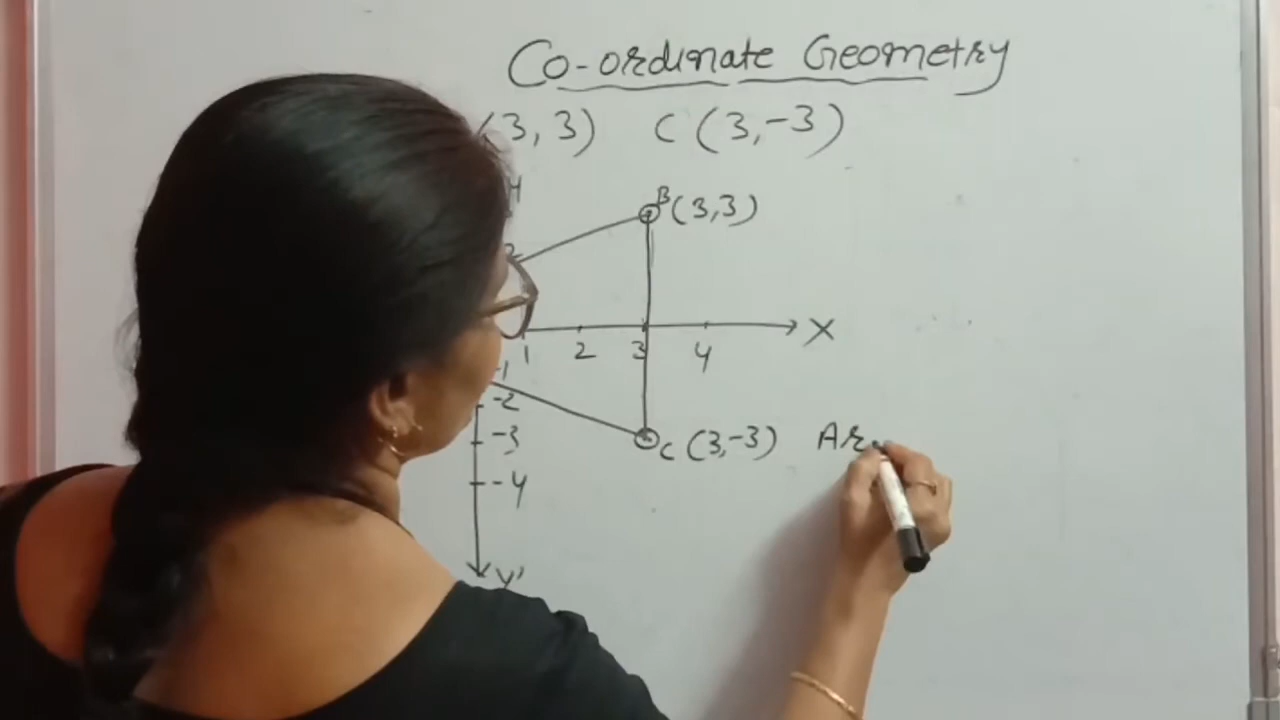 Co-ordinate Geometry
(3, 3) C (3, -3)
4
B (3,3)
X
1 2 3 4
-1
-2
-3
C (3,-3) Ar
-4
Y'